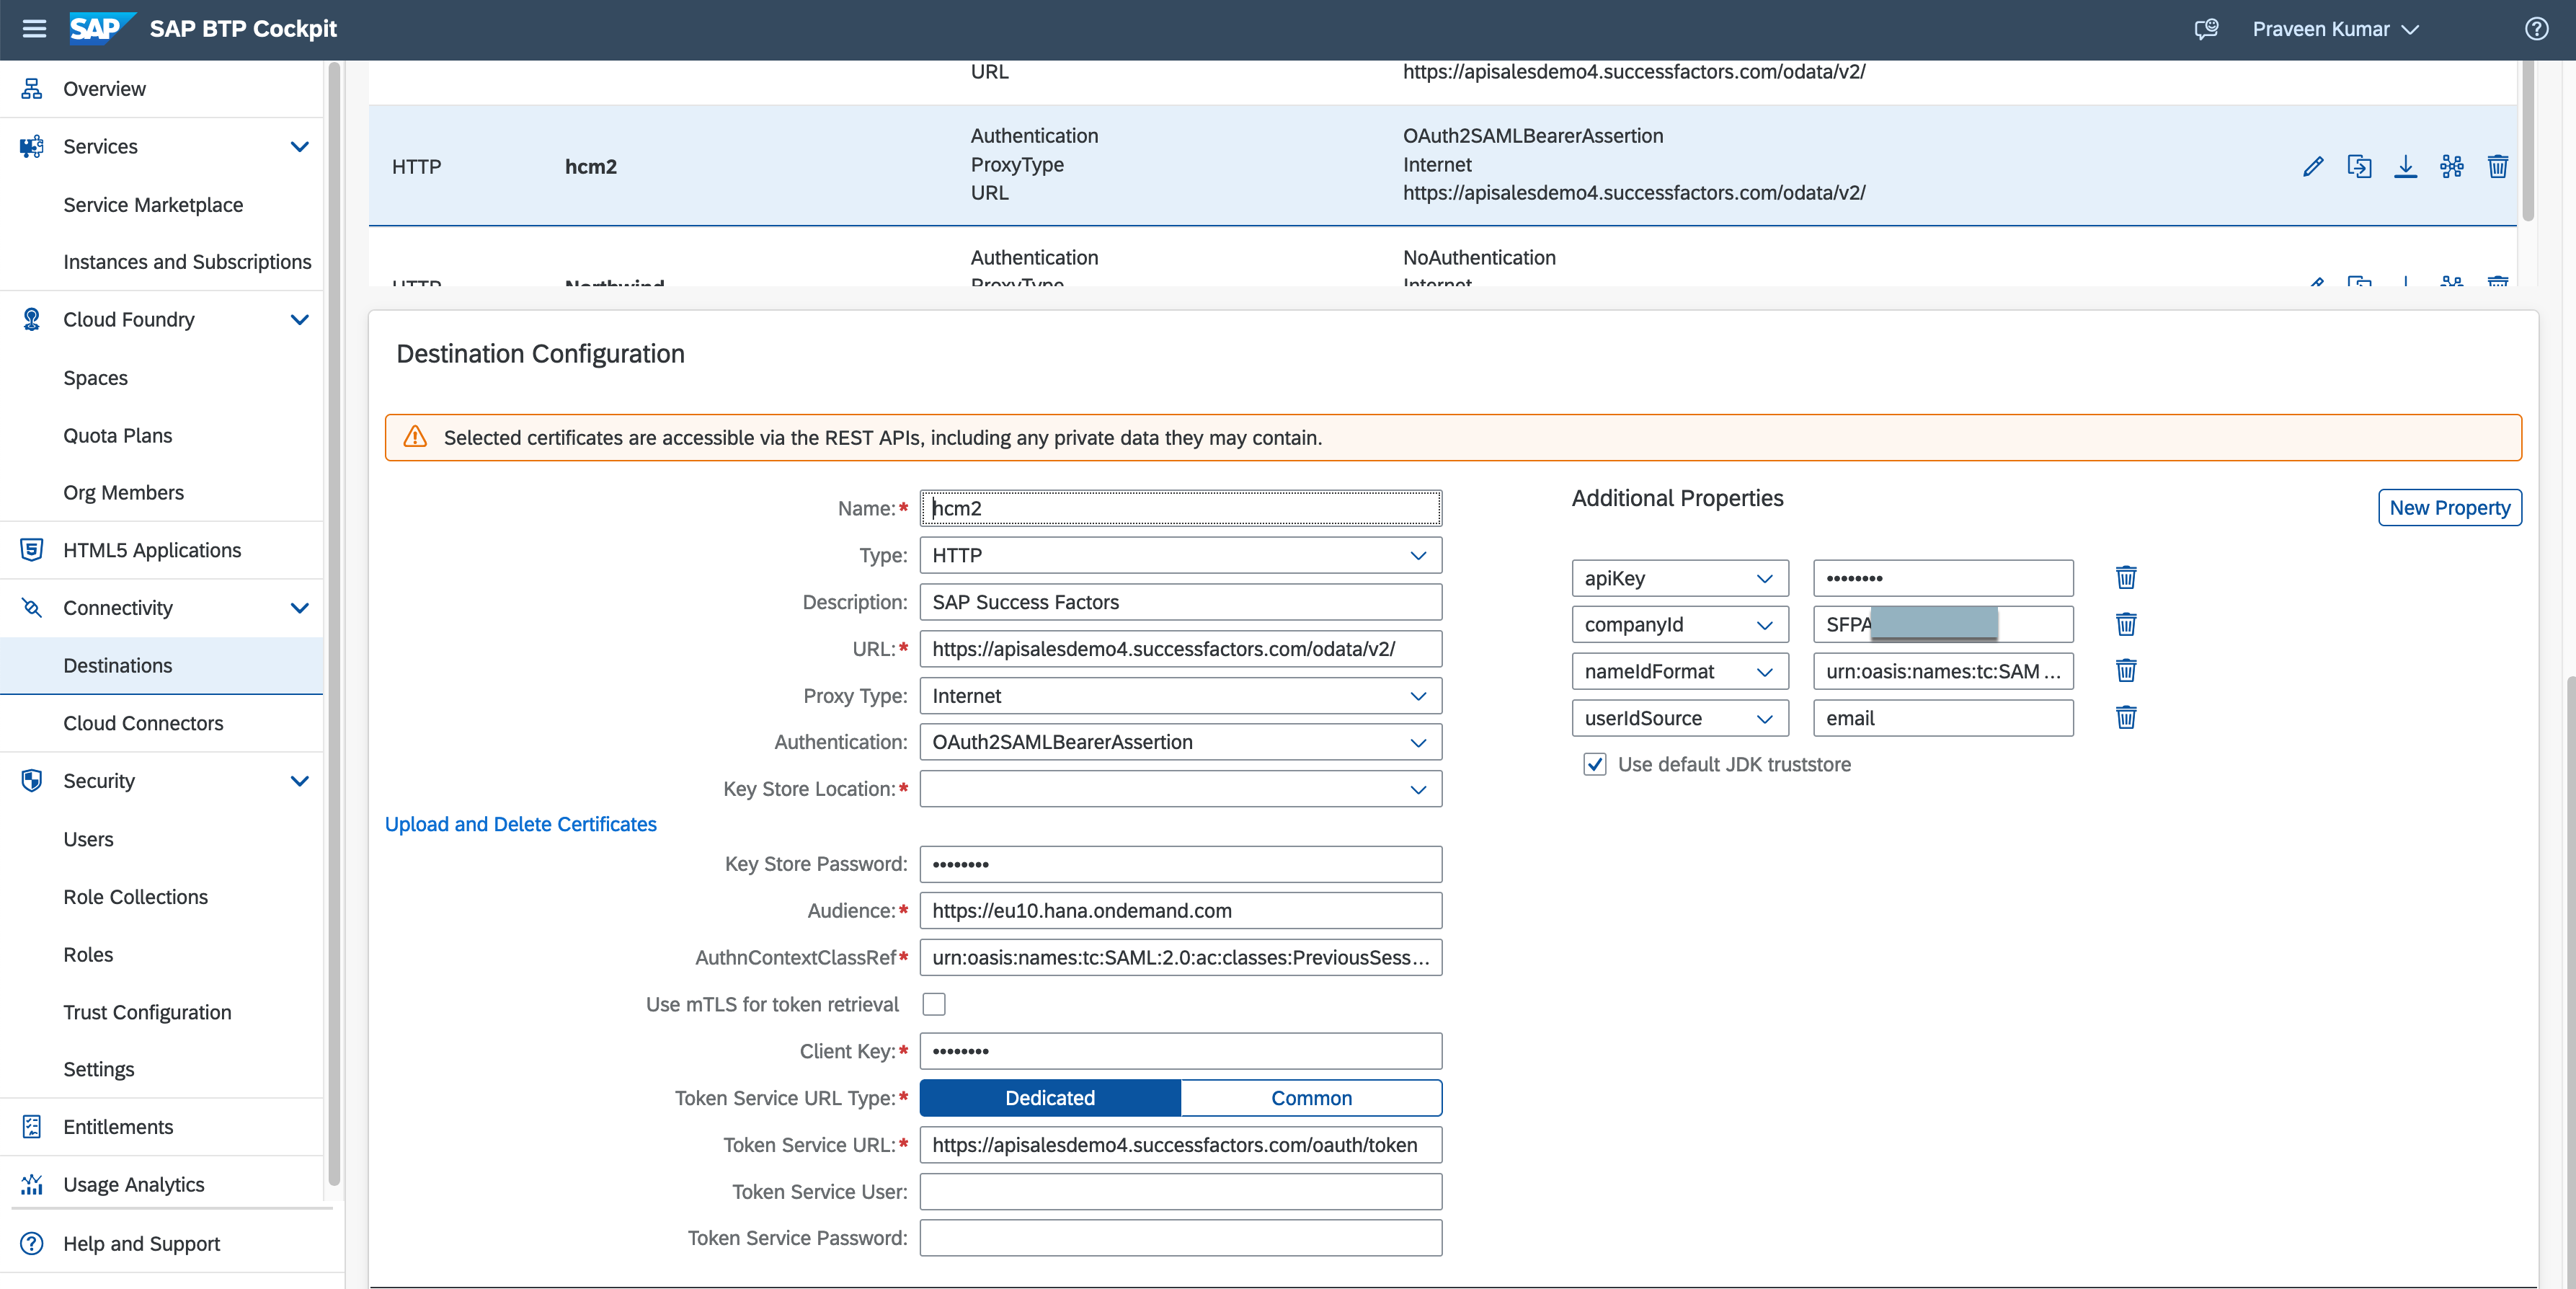 SAP SAP BTP Cockpit
Praveen Kumar
Overview
Services
Service Marketplace
Instances and Subscriptions
Cloud Foundry
Spaces
Quota Plans
Org Members
HTML5 Applications
Connectivity
Destinations
Cloud Connectors
Security
Users
Role Collections
Roles
Trust Configuration
Settings
Entitlements
Usage Analytics
Help and Support
URL https://apisalesdemo4.successfactors.com/odata/v2/
HTTP hcm2
Authentication OAuth2SAMLBearerAssertion
ProxyType Internet
URL https://apisalesdemo4.successfactors.com/odata/v2/
HTTP Northwind
Authentication NoAuthentication
ProxyType Internet
Destination Configuration
Selected certificates are accessible via the REST APIs, including any private data they may contain.
Name:* hcm2
Type: HTTP
Description: SAP Success Factors
URL:* https://apisalesdemo4.successfactors.com/odata/v2/
Proxy Type: Internet
Authentication: OAuth2SAMLBearerAssertion
Key Store Location:*
Upload and Delete Certificates
Key Store Password: ••••••••
Audience:* https://eu10.hana.ondemand.com
AuthnContextClassRef* urn:oasis:names:tc:SAML:2.0:ac:classes:PreviousSess...
Use mTLS for token retrieval
Client Key:* ••••••••
Token Service URL Type:* Dedicated Common
Token Service URL:* https://apisalesdemo4.successfactors.com/oauth/token
Token Service User:
Token Service Password:
Additional Properties
New Property
apiKey ••••••••
companyId SFPA
nameIdFormat urn:oasis:names:tc:SAM ...
userIdSource email
Use default JDK truststore